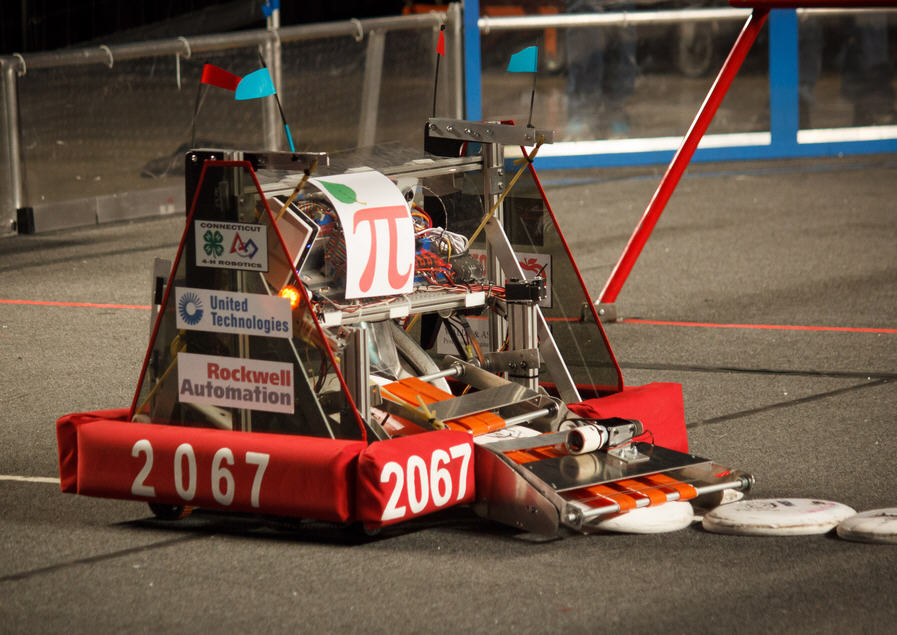 CONNECTICUT
4-H ROBOTICS
United
Technologies
Rockwell
Automation
π
2067
2067